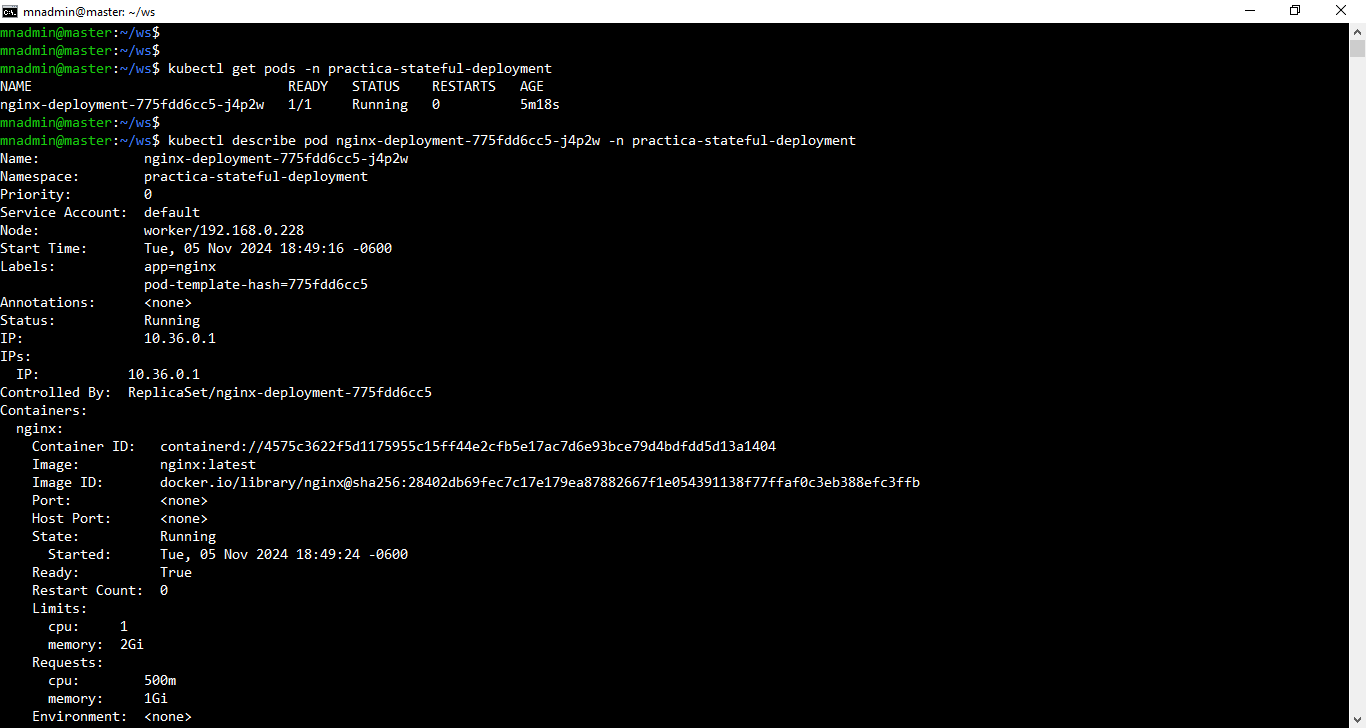 mnadmin@master: ~/ws
mnadmin@master:~/ws$
mnadmin@master:~/ws$
mnadmin@master:~/ws$ kubectl get pods -n practica-stateful-deployment
NAME                                READY   STATUS    RESTARTS   AGE
nginx-deployment-775fdd6cc5-j4p2w   1/1     Running   0          5m18s
mnadmin@master:~/ws$
mnadmin@master:~/ws$ kubectl describe pod nginx-deployment-775fdd6cc5-j4p2w -n practica-stateful-deployment
Name:             nginx-deployment-775fdd6cc5-j4p2w
Namespace:        practica-stateful-deployment
Priority:         0
Service Account:  default
Node:             worker/192.168.0.228
Start Time:       Tue, 05 Nov 2024 18:49:16 -0600
Labels:           app=nginx
                  pod-template-hash=775fdd6cc5
Annotations:      <none>
Status:           Running
IP:               10.36.0.1
IPs:
  IP:           10.36.0.1
Controlled By:  ReplicaSet/nginx-deployment-775fdd6cc5
Containers:
  nginx:
    Container ID:   containerd://4575c3622f5d1175955c15ff44e2cfb5e17ac7d6e93bce79d4bdfdd5d13a1404
    Image:          nginx:latest
    Image ID:       docker.io/library/nginx@sha256:28402db69fec7c17e179ea87882667f1e054391138f77ffaf0c3eb388efc3ffb
    Port:           <none>
    Host Port:      <none>
    State:          Running
      Started:      Tue, 05 Nov 2024 18:49:24 -0600
    Ready:          True
    Restart Count:  0
    Limits:
      cpu:     1
      memory:  2Gi
    Requests:
      cpu:        500m
      memory:     1Gi
    Environment:  <none>